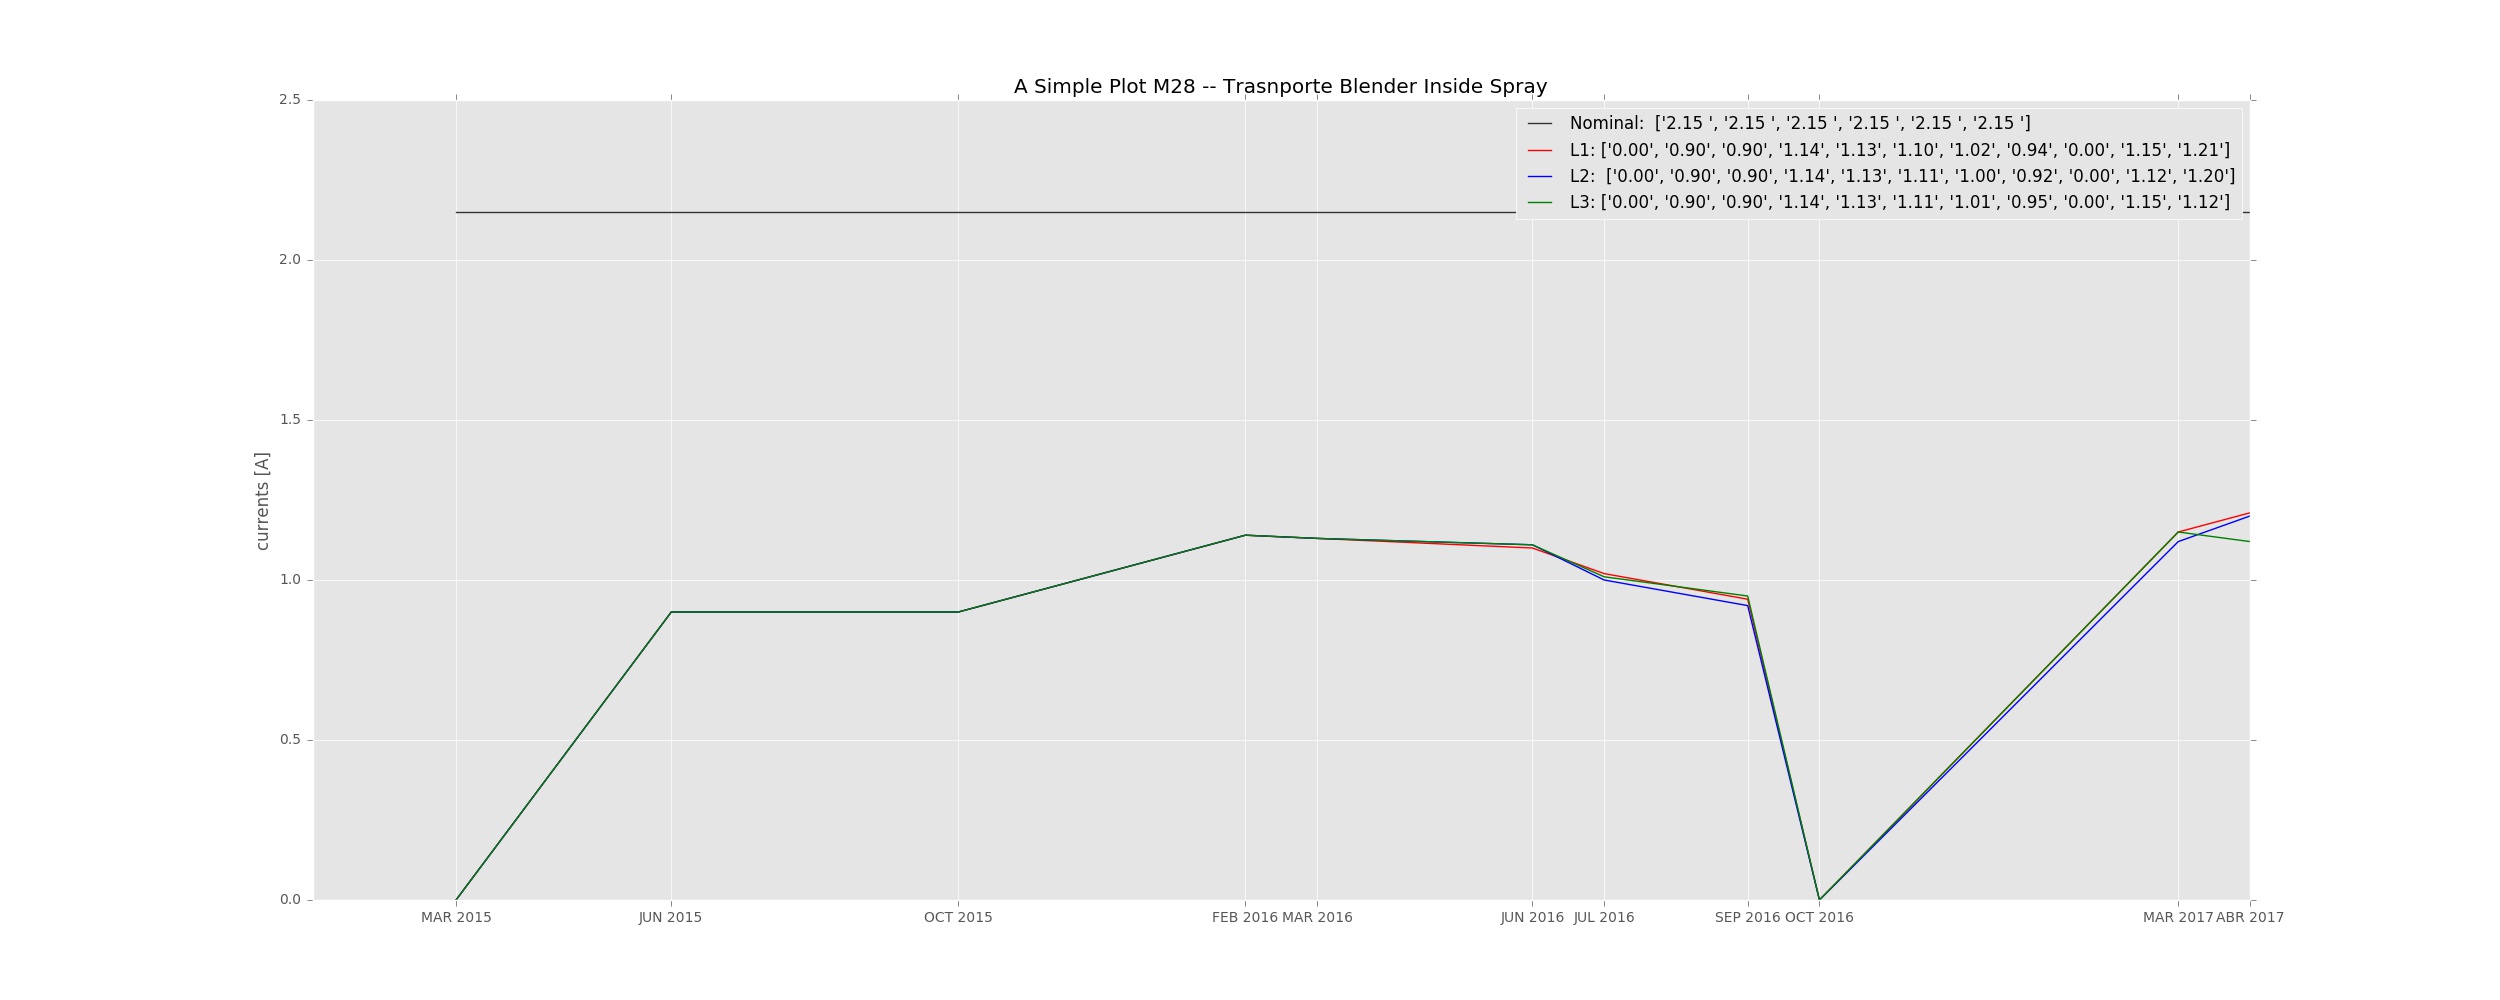 A Simple Plot M28 -- Trasnporte Blender Inside Spray
2.5
Nominal:  ['2.15 ', '2.15 ', '2.15 ', '2.15 ', '2.15 ', '2.15 ']
L1: ['0.00', '0.90', '0.90', '1.14', '1.13', '1.10', '1.02', '0.94', '0.00', '1.15', '1.21']
L2:  ['0.00', '0.90', '0.90', '1.14', '1.13', '1.11', '1.00', '0.92', '0.00', '1.12', '1.20']
L3: ['0.00', '0.90', '0.90', '1.14', '1.13', '1.11', '1.01', '0.95', '0.00', '1.15', '1.12']
2.0
1.5
currents [A]
1.0
0.5
0.0
MAR 2015 JUN 2015 OCT 2015 FEB 2016 MAR 2016 JUN 2016 JUL 2016 SEP 2016 OCT 2016 MAR 2017 ABR 2017